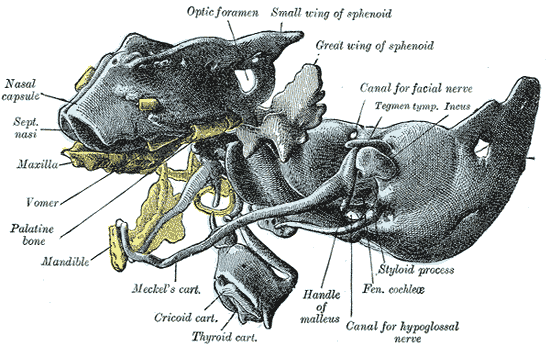 Optic foramen
Small wing of sphenoid
Great wing of sphenoid
Canal for facial nerve
Tegmen tymp.
Incus
Nasal
capsule
Sept.
nasi
Maxilla
Vomer
Palatine
bone
Mandible
Meckel's cart.
Cricoid cart.
Thyroid cart.
Handle
of
malleus
Styloid process
Fen. cochleæ
Canal for hypoglossal
nerve